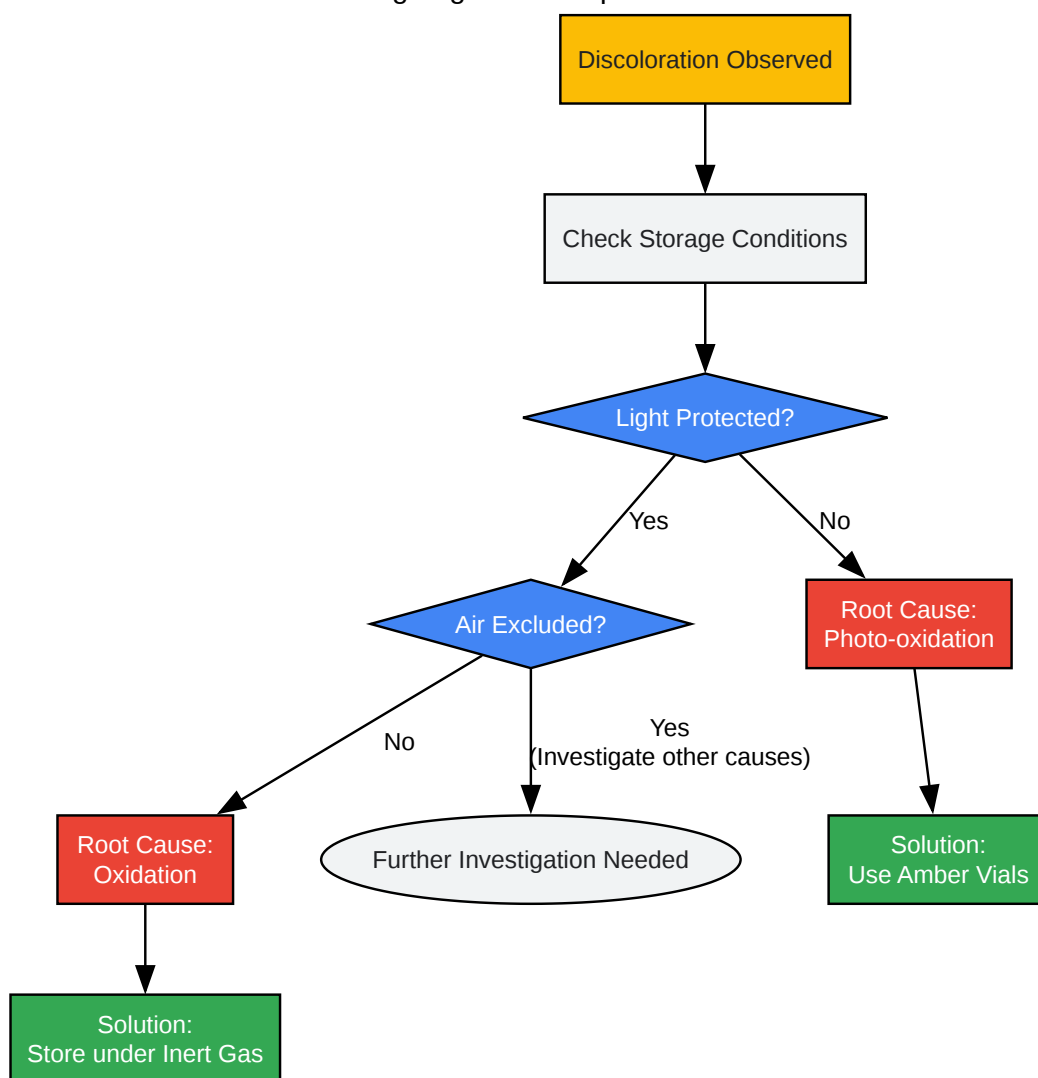 Discoloration Observed
Check Storage Conditions
Light Protected?
Yes
No
Air Excluded?
Root Cause:
Photo-oxidation
No
Yes
(Investigate other causes)
Root Cause:
Oxidation
Further Investigation Needed
Solution:
Use Amber Vials
Solution:
Store under Inert Gas